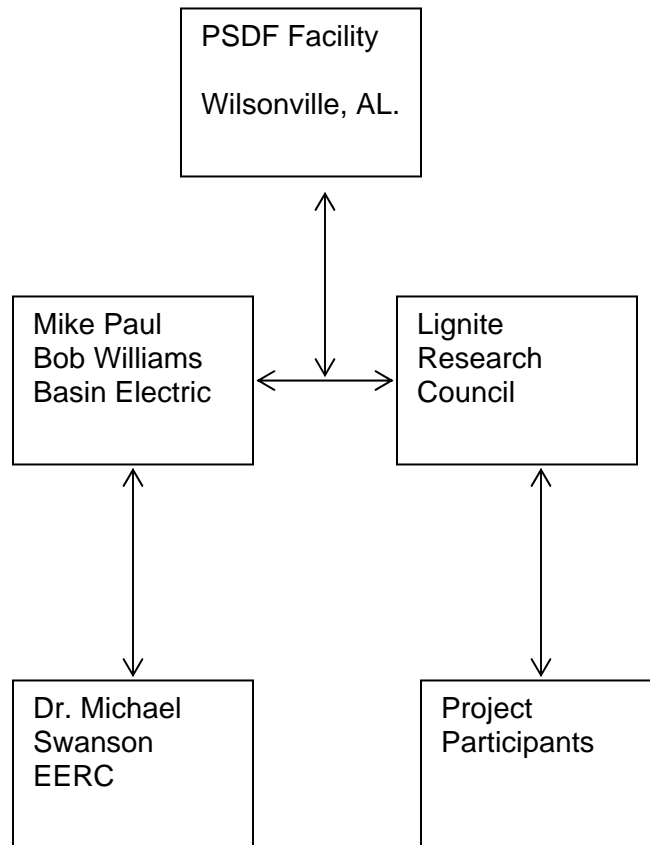 PSDF Facility
Wilsonville, AL.
Mike Paul
Bob Williams
Basin Electric
Lignite
Research
Council
Dr. Michael
Swanson
EERC
Project
Participants